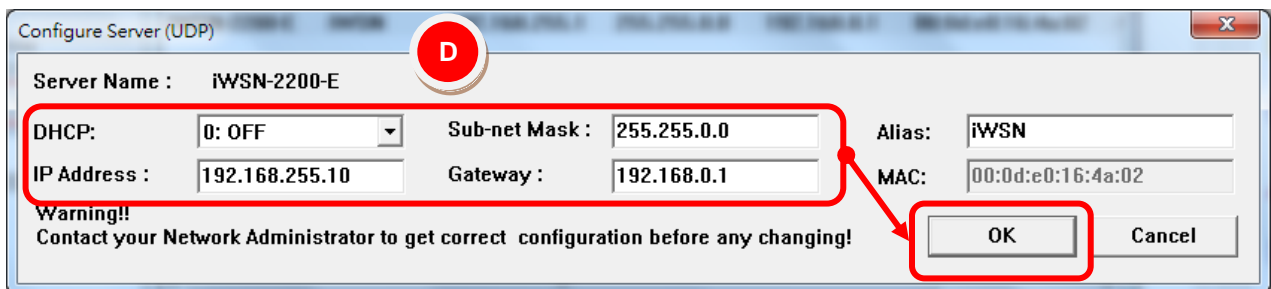 Configure Server (UDP)
D
Server Name : iWSN-2200-E
DHCP: 0: OFF Sub-net Mask : 255.255.0.0 Alias: iWSN
IP Address : 192.168.255.10 Gateway : 192.168.0.1 MAC: 00:0d:e0:16:4a:02
Warning!!
Contact your Network Administrator to get correct configuration before any changing!
OK Cancel